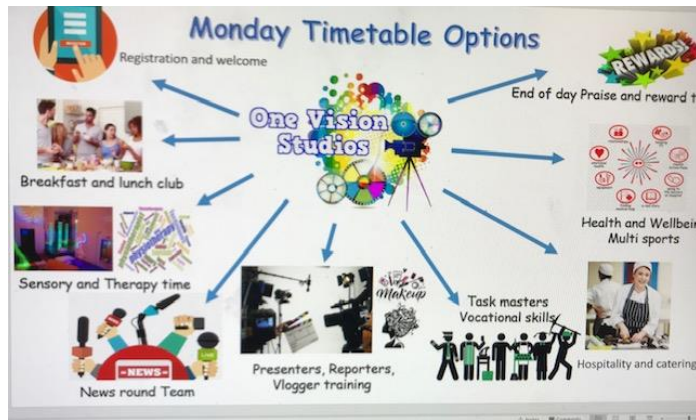 Monday Timetable Options
Registration and welcome
One Vision
Studios
REWARDS!
End of day Praise and reward t
Breakfast and lunch club
Health and Wellbein
Multi sports
Sensory and Therapy time
Makeup
Task masters
Vocational skills
Hospitality and catering
NEWS
LIVE
News round Team
Presenters, Reporters,
Vlogger training